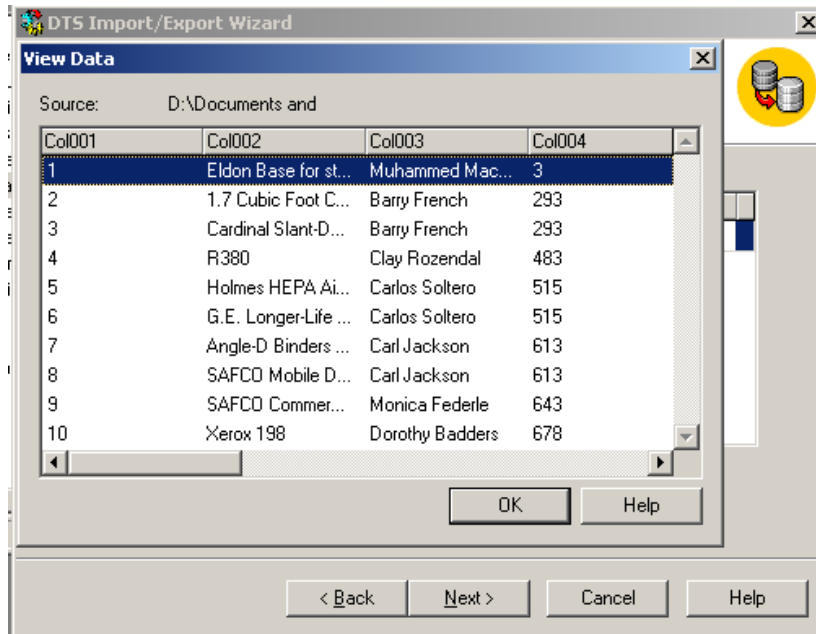 DTS Import/Export Wizard
View Data
Source: D:\Documents and
Col001 Col002 Col003 Col004
1 Eldon Base for st... Muhammed Mac... 3
2 1.7 Cubic Foot C... Barry French 293
3 Cardinal Slant-D... Barry French 293
4 R380 Clay Rozendal 483
5 Holmes HEPA Ai... Carlos Soltero 515
6 G.E. Longer-Life ... Carlos Soltero 515
7 Angle-D Binders ... Carl Jackson 613
8 SAFCO Mobile D... Carl Jackson 613
9 SAFCO Commer... Monica Federle 643
10 Xerox 198 Dorothy Badders 678
OK Help
< Back Next > Cancel Help